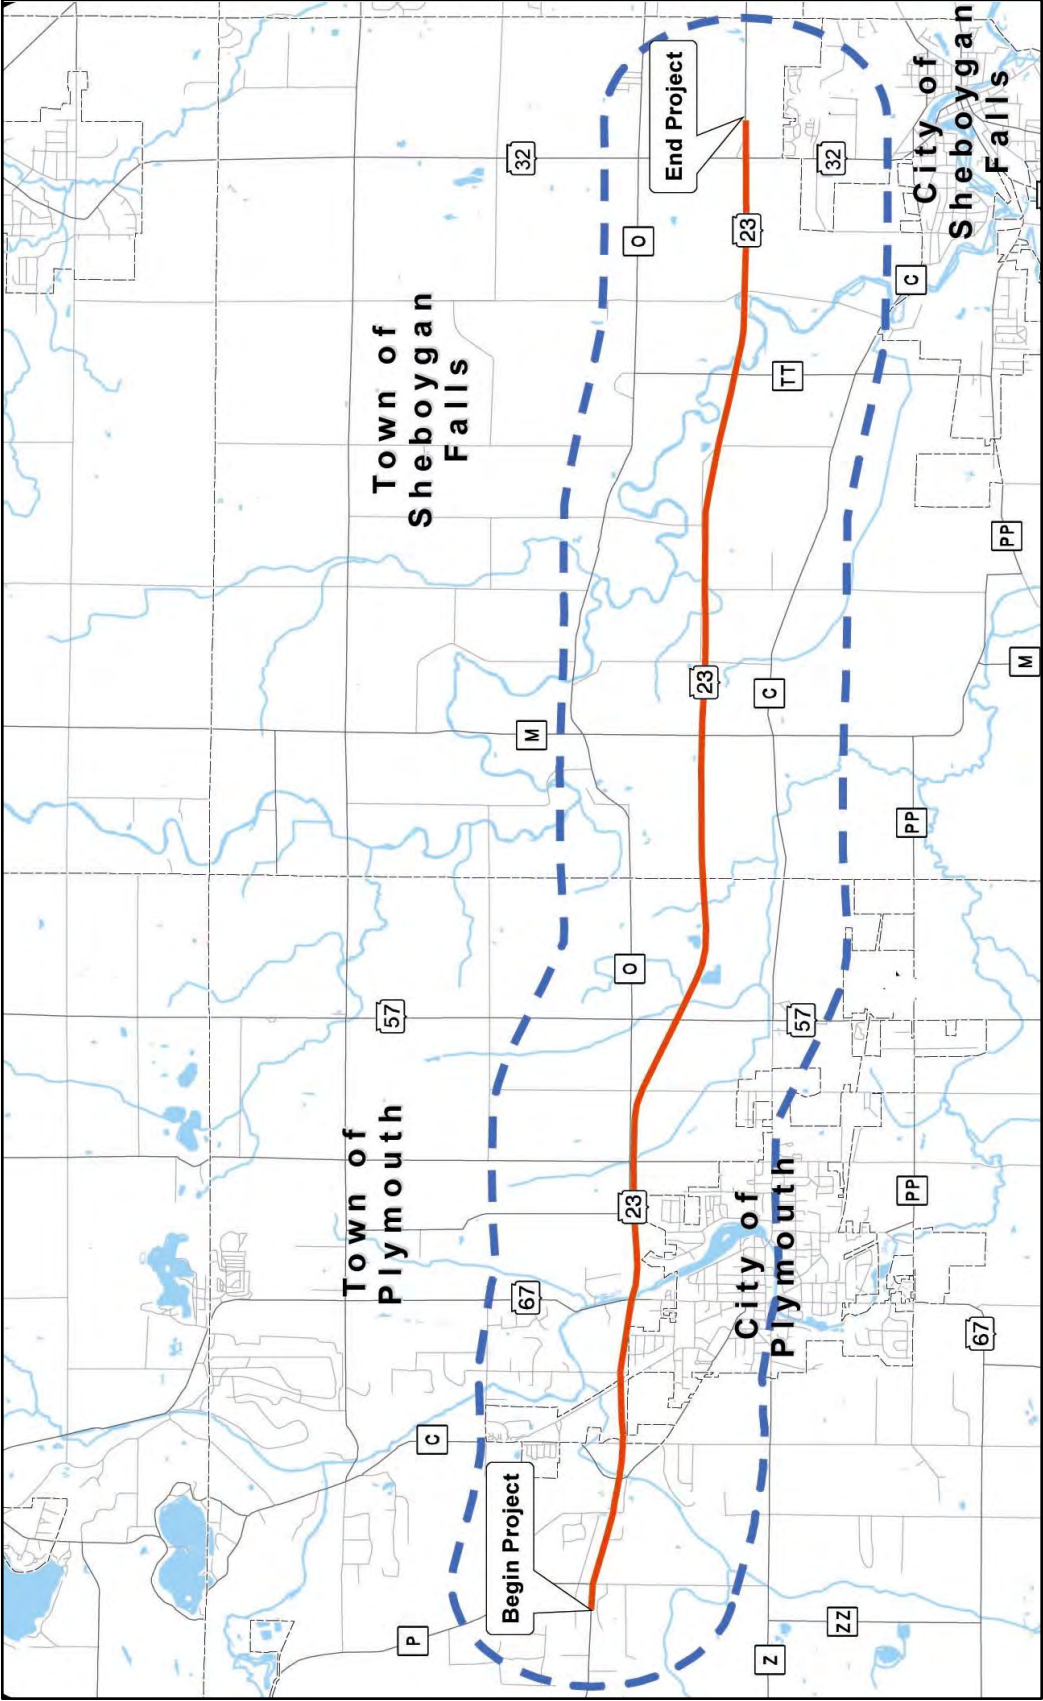 Town of
Plymouth
Town of
Sheboygan
Falls
57
P
C
Begin Project
67
M
32
23
O
O
End Project
23
23
City of
Plymouth
Z
C
TT
57
32
ZZ
PP
PP
C
City of
Sheboygan
Falls
67
PP
M